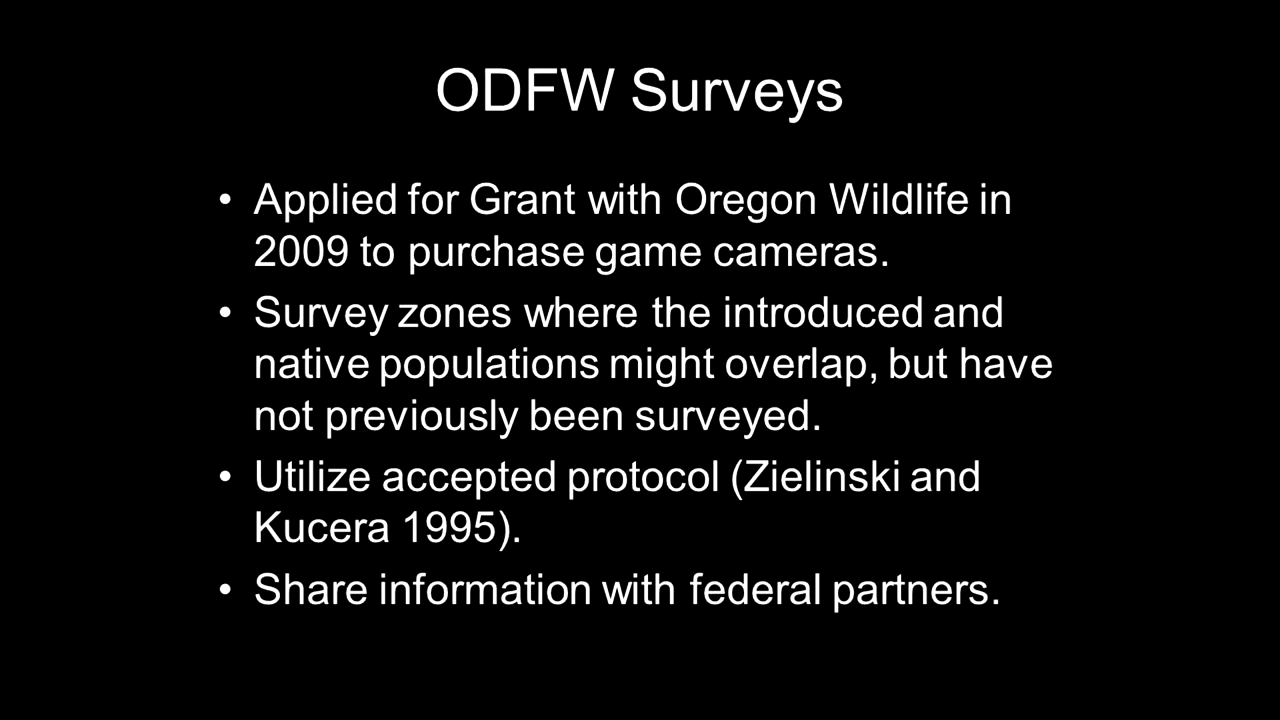 ODFW Surveys
• Applied for Grant with Oregon Wildlife in
2009 to purchase game cameras.
• Survey zones where the introduced and
native populations might overlap, but have
not previously been surveyed.
• Utilize accepted protocol (Zielinski and
Kucera 1995).
• Share information with federal partners.